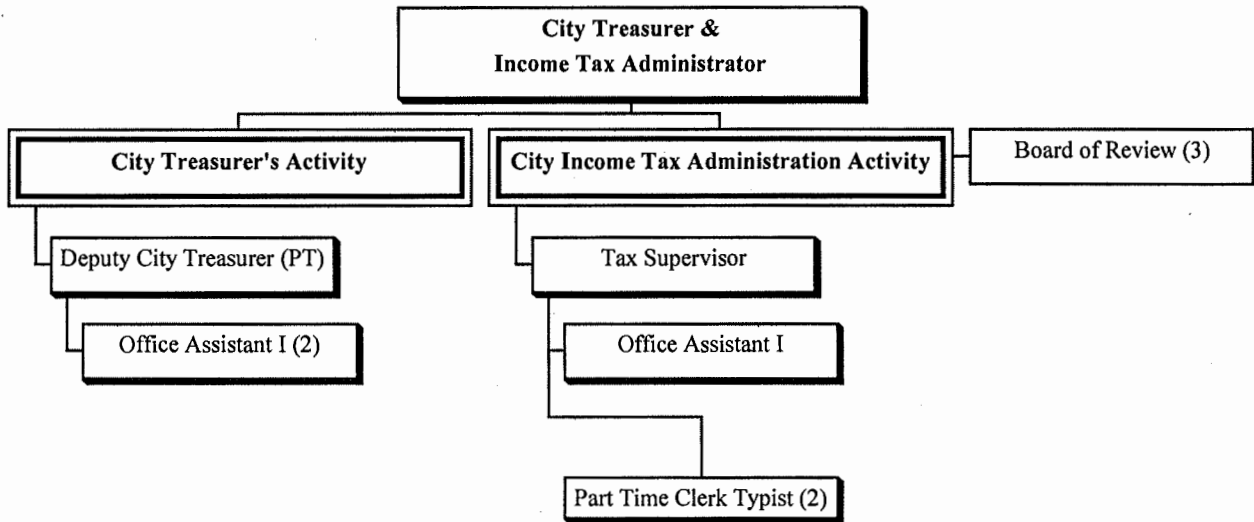 City Treasurer &
Income Tax Administrator
City Treasurer's Activity
City Income Tax Administration Activity
Board of Review (3)
Deputy City Treasurer (PT)
Tax Supervisor
Office Assistant I (2)
Office Assistant I
Part Time Clerk Typist (2)